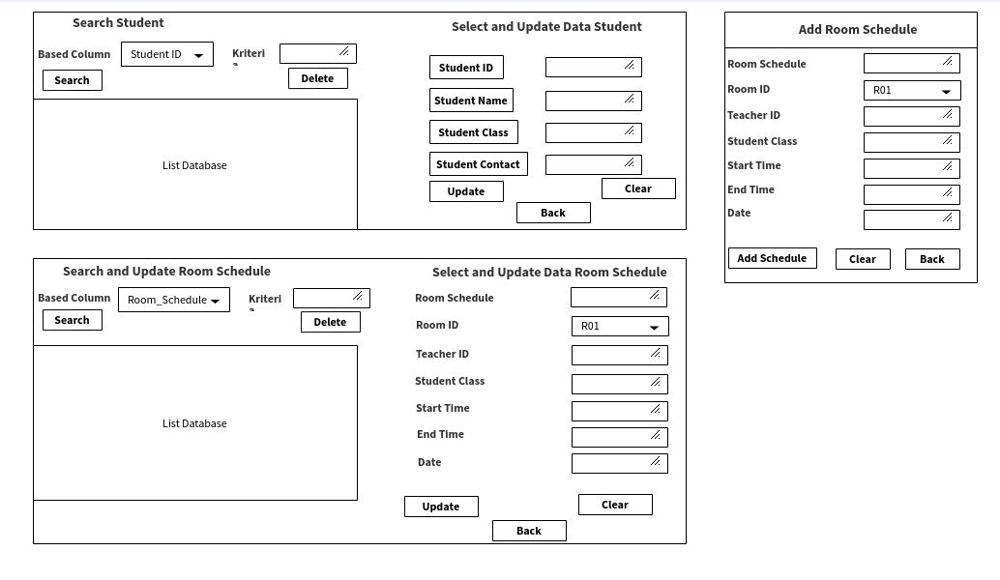 Search Student
Based Column
Student ID
Kriteri
a
Search
Delete
List Database
Select and Update Data Student
Student ID
Student Name
Student Class
Student Contact
Update
Clear
Back
Add Room Schedule
Room Schedule
Room ID
R01
Teacher ID
Student Class
Start Time
End Time
Date
Add Schedule
Clear
Back
Search and Update Room Schedule
Based Column
Room_Schedule
Kriteri
a
Search
Delete
List Database
Select and Update Data Room Schedule
Room Schedule
Room ID
R01
Teacher ID
Student Class
Start Time
End Time
Date
Update
Clear
Back